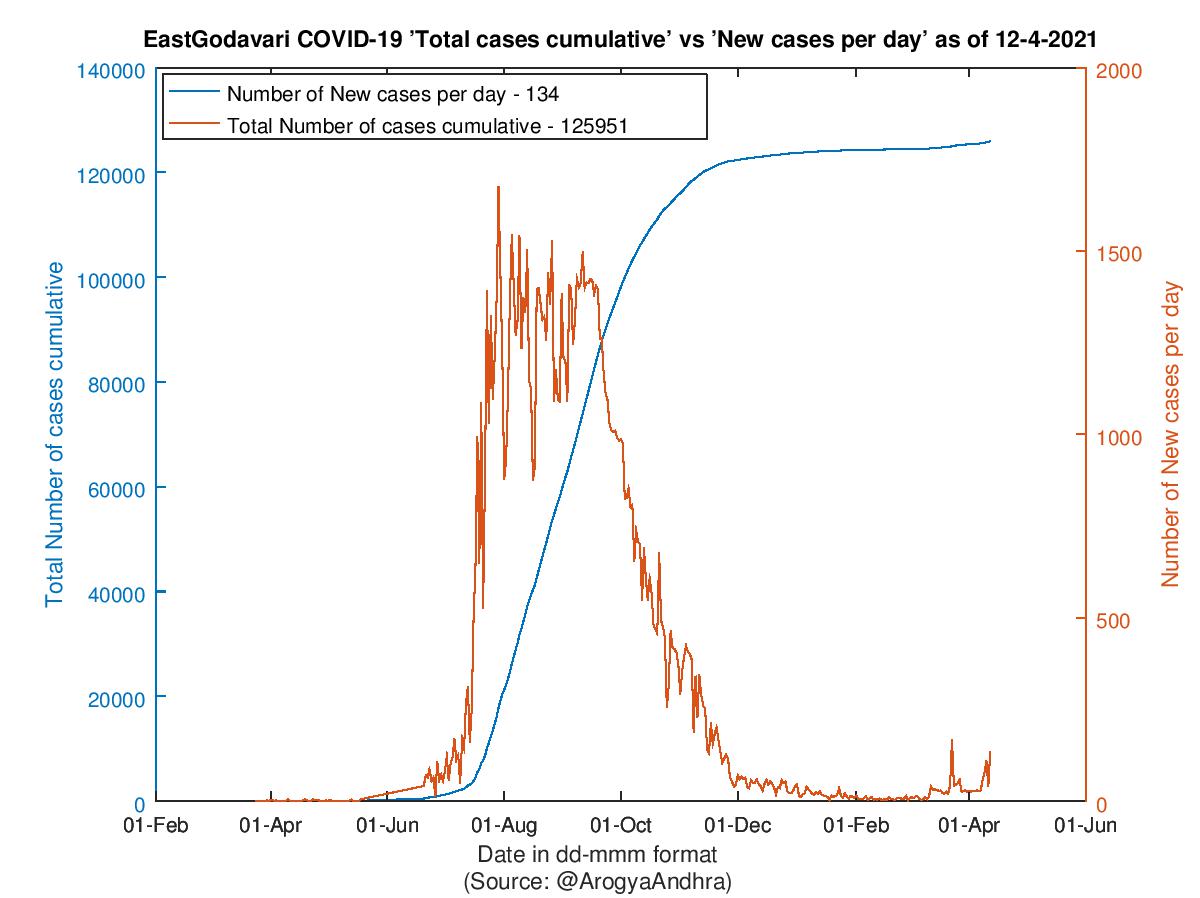 EastGodavari COVID-19 ’Total cases cumulative’ vs ’New cases per day’ as of 12-4-2021
Number of New cases per day - 134
Total Number of cases cumulative - 125951
Total Number of cases cumulative
140000
120000
100000
80000
60000
40000
20000
0
2000
1500
1000
500
0
Number of New cases per day
01-Feb 01-Apr 01-Jun 01-Aug 01-Oct 01-Dec 01-Feb 01-Apr 01-Jun
Date in dd-mmm format
(Source: @ArogyaAndhra)